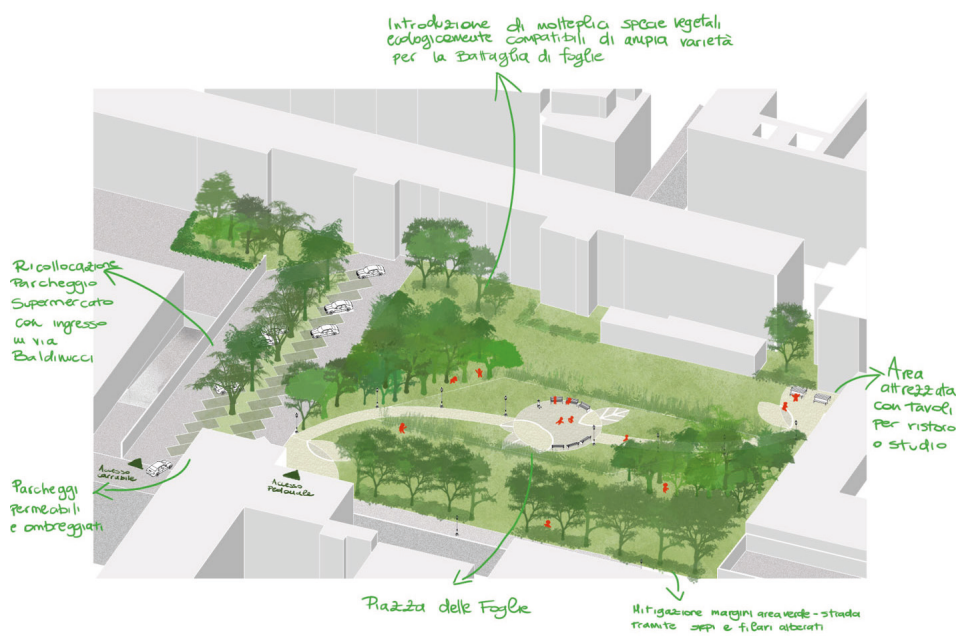 Introduzione di molteplici specie vegetali
ecologicamente compatibili di ampia varietà
per la Battaglia di foglie
Ricollocazione
Parcheggio
Supermercato
con ingresso
in via
Baldinucci
Area
attrezzata
con tavoli
per ristoro
o studio
Accesso
carrabile
Accesso
Pedonale
Parcheggi
permeabili
e ombreggiati
Piazza delle Foglie
Mitigazione margini area verde-strada
tramite siepi e filari alberati